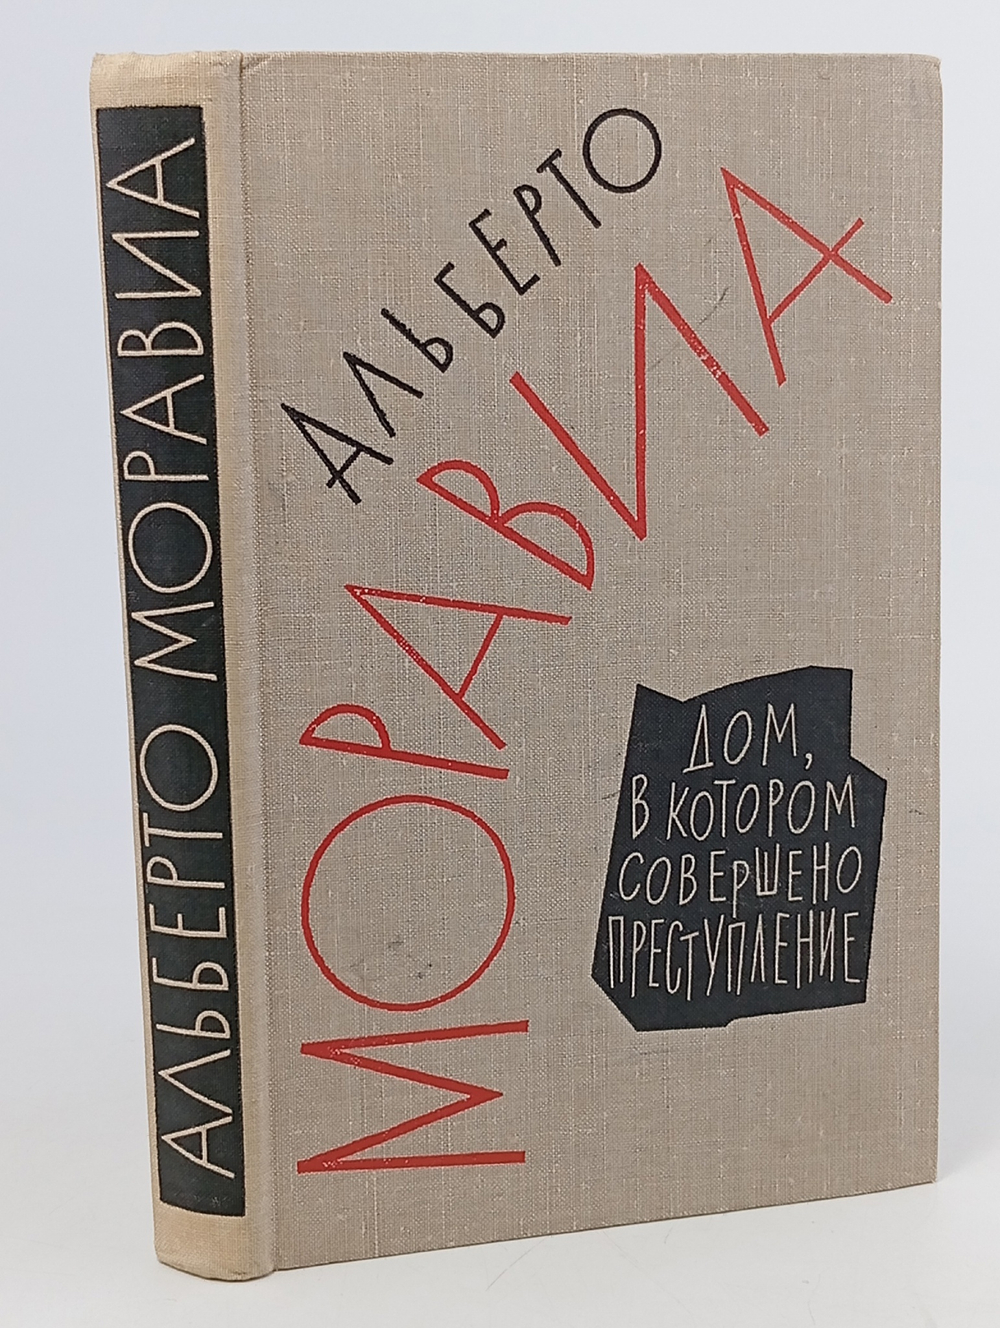 АЛЬБЕРТО МОРАВИА
АЛЬБЕРТО
МОРАВИА
ДОМ,
В КОТОРОМ
СОВЕРШЕНО
ПРЕСТУПЛЕНИЕ